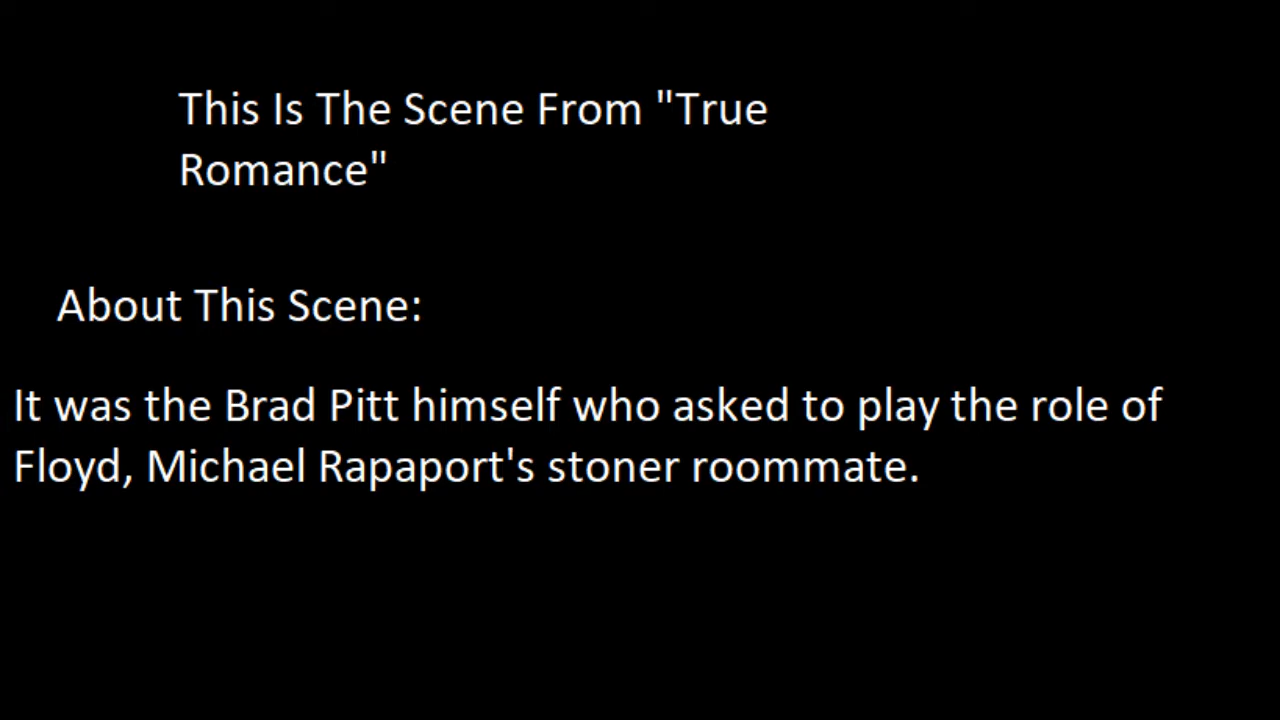 This Is The Scene From "True
Romance"
About This Scene:
It was the Brad Pitt himself who asked to play the role of
Floyd, Michael Rapaport's stoner roommate.